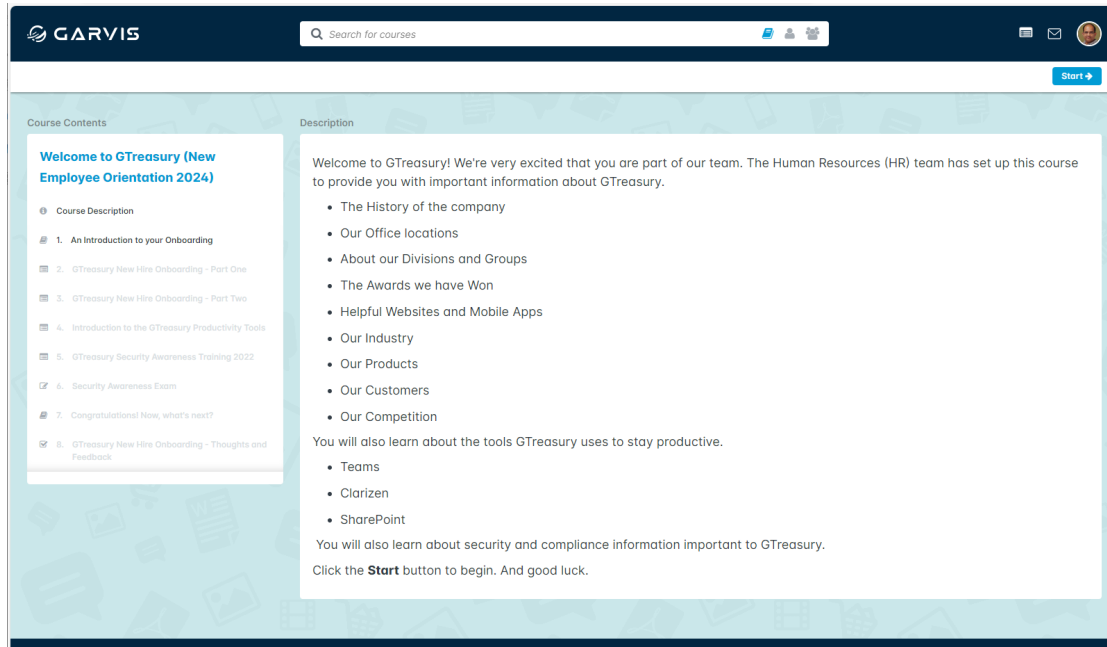 GARVIS
Search for courses
Start
Course Contents
Welcome to GTreasury (New
Employee Orientation 2024)
Course Description
1. An Introduction to your Onboarding
2. GTreasury New Hire Onboarding - Part One
3. GTreasury New Hire Onboarding - Part Two
4. Introduction to the GTreasury Productivity Tools
5. GTreasury Security Awareness Training 2022
6. Security Awareness Exam
7. Congratulations! Now, what's next?
8. GTreasury New Hire Onboarding - Thoughts and
Feedback
Description
Welcome to GTreasury! We're very excited that you are part of our team. The Human Resources (HR) team has set up this course
to provide you with important information about GTreasury.
• The History of the company
• Our Office locations
• About our Divisions and Groups
• The Awards we have Won
• Helpful Websites and Mobile Apps
• Our Industry
• Our Products
• Our Customers
• Our Competition
You will also learn about the tools GTreasury uses to stay productive.
• Teams
• Clarizen
• SharePoint
You will also learn about security and compliance information important to GTreasury.
Click the Start button to begin. And good luck.